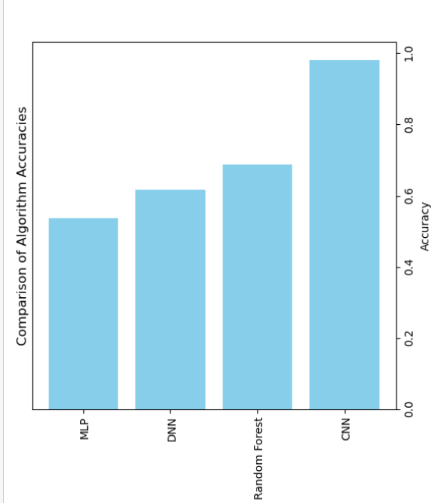 Comparison of Algorithm Accuracies
MLP
DNN
Random Forest
CNN
0.0
0.2
0.4
0.6
0.8
1.0
Accuracy